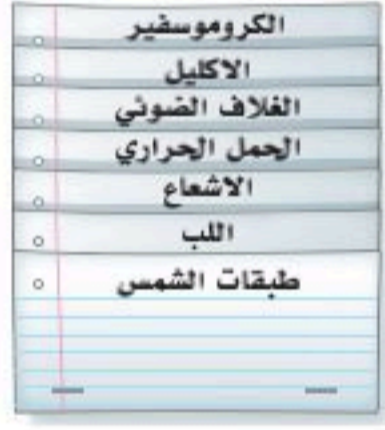 الكروموسفير
الاكليل
الغلاف الضوئي
الحمل الحراري
الاشعاع
اللب
طبقات الشمس